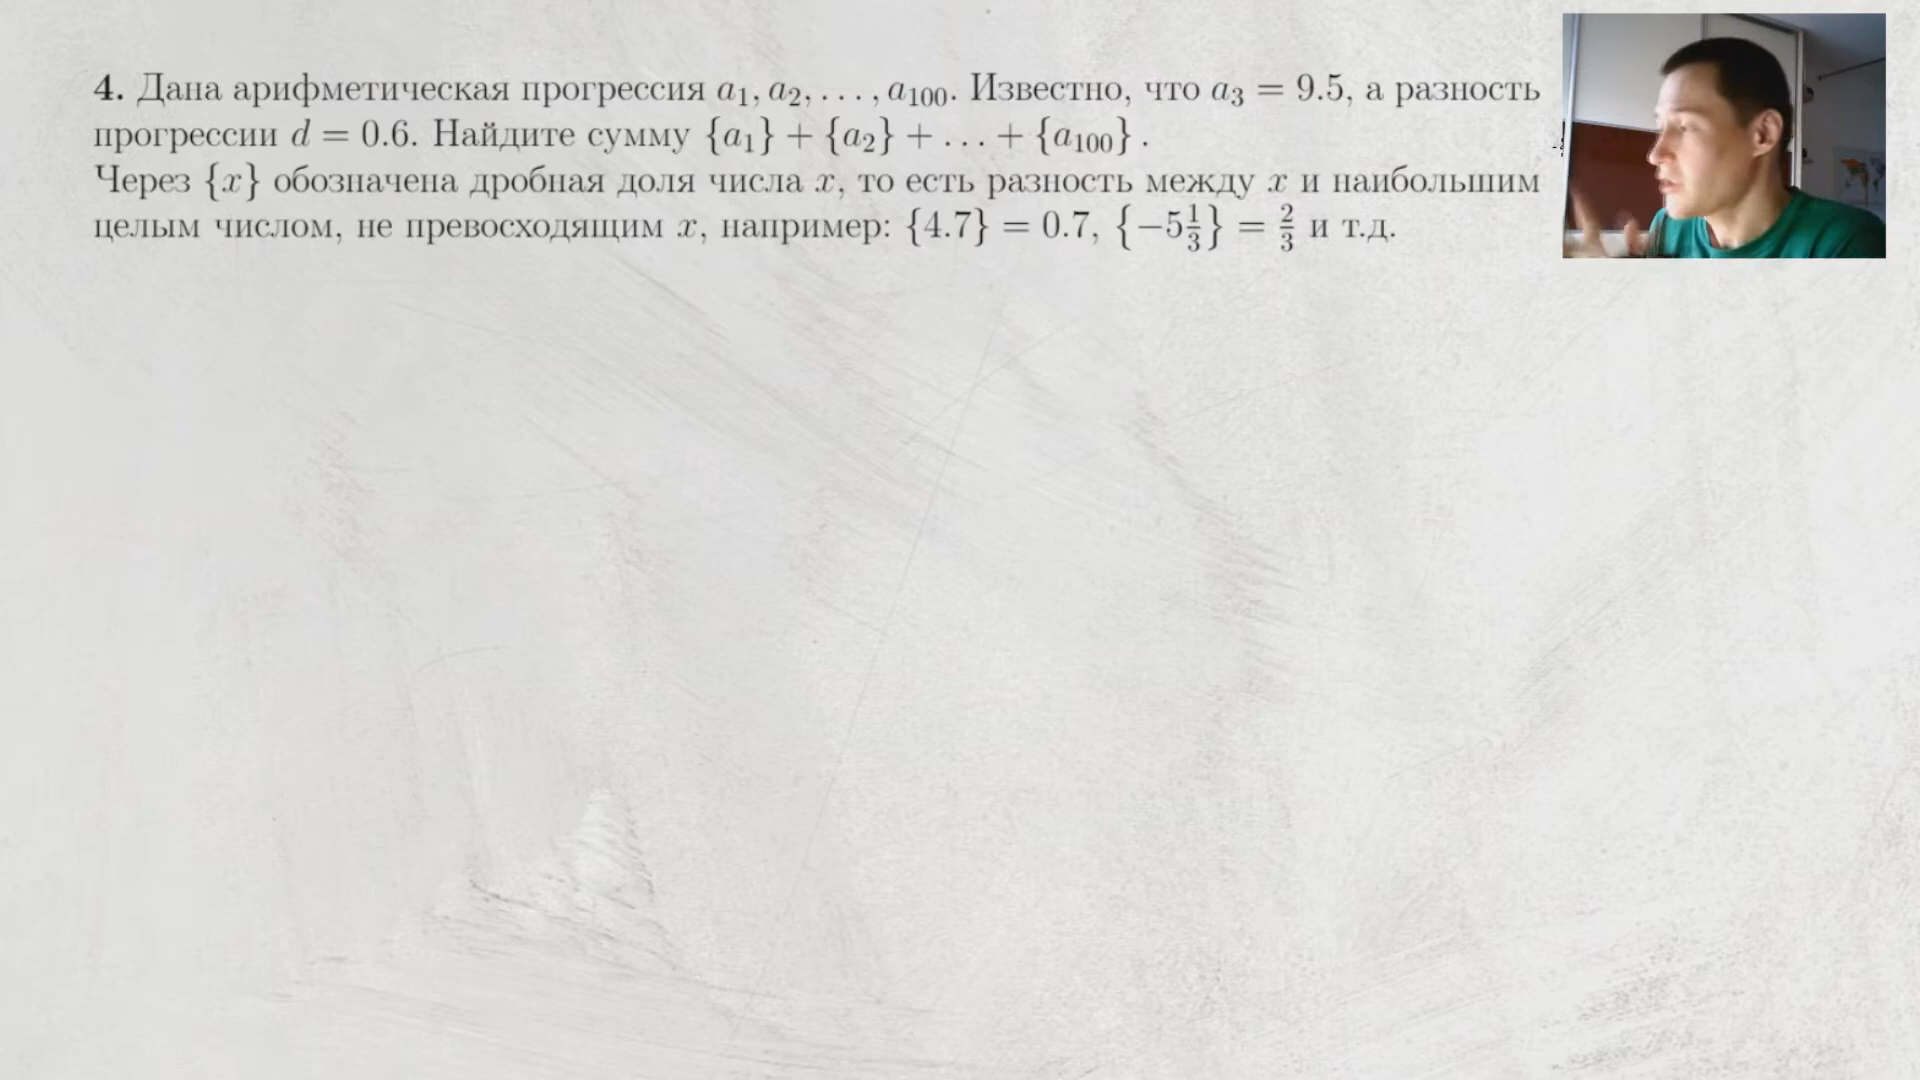 4. Дана арифметическая прогрессия a₁, a₂, . . . , a₁₀₀. Известно, что a₃ = 9.5, а разность
прогрессии d = 0.6. Найдите сумму {a₁} + {a₂} + . . . + {a₁₀₀} .
Через {x} обозначена дробная доля числа x, то есть разность между x и наибольшим
целым числом, не превосходящим x, например: {4.7} = 0.7, {−5⅓} = ⅔ и т.д.